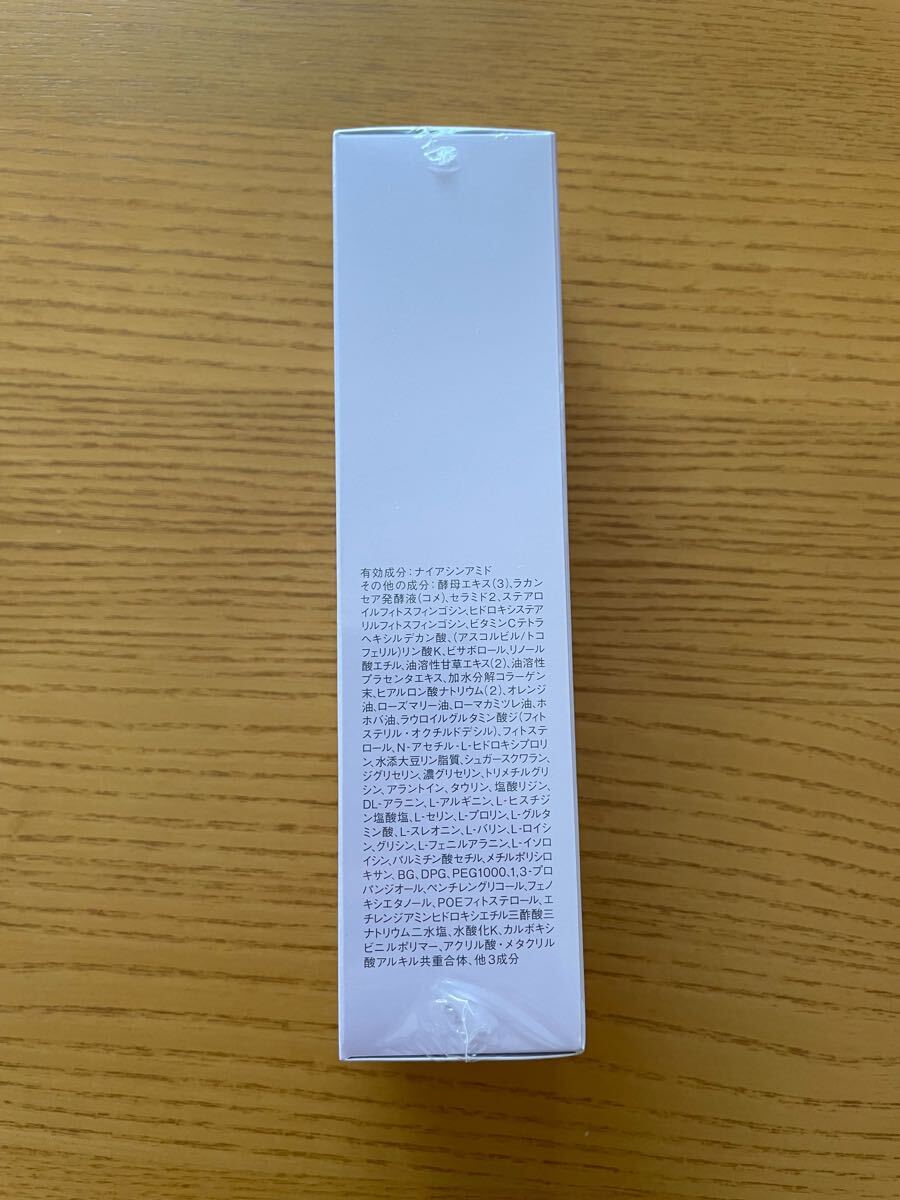 有効成分:ナイアシンアミド
その他の成分:酵母エキス(3)、ラカン
セア発酵液(コメ)、セラミド2、ステアロ
イルフィトスフィンゴシン、ヒドロキシステア
リルフィトスフィンゴシン、ビタミンCテトラ
ヘキシルデカン酸、(アスコルビル/トコ
フェリル)リン酸K、ビサボロール、リノール
酸エチル、油溶性甘草エキス(2)、油溶性
プラセンタエキス、加水分解コラーゲン
末、ヒアルロン酸ナトリウム(2)、オレンジ
油、ローズマリー油、ローマカミツレ油、ホ
ホバ油、ラウロイルグルタミン酸ジ(フィト
ステリル・オクチルドデシル)、フィトステ
ロール、N-アセチル-L-ヒドロキシプロリ
ン、水添大豆リン脂質、シュガースクワラン、
ジグリセリン、濃グリセリン、トリメチルグリ
シン、アラントイン、タウリン、塩酸リジン、
DL-アラニン、L-アルギニン、L-ヒスチジ
ン塩酸塩、L-セリン、L-プロリン、L-グルタ
ミン酸、L-スレオニン、L-バリン、L-ロイシ
ン、グリシン、L-フェニルアラニン、L-イソロ
イシン、パルミチン酸セチル、メチルポリシロ
キサン、BG、DPG、PEG1000、1,3-プロ
パンジオール、ペンチレングリコール、フェノ
キシエタノール、POEフィトステロール、エ
チレンジアミンヒドロキシエチル三酢酸三
ナトリウム二水塩、水酸化K、カルボキシ
ビニルポリマー、アクリル酸・メタクリル
酸アルキル共重合体、他3成分